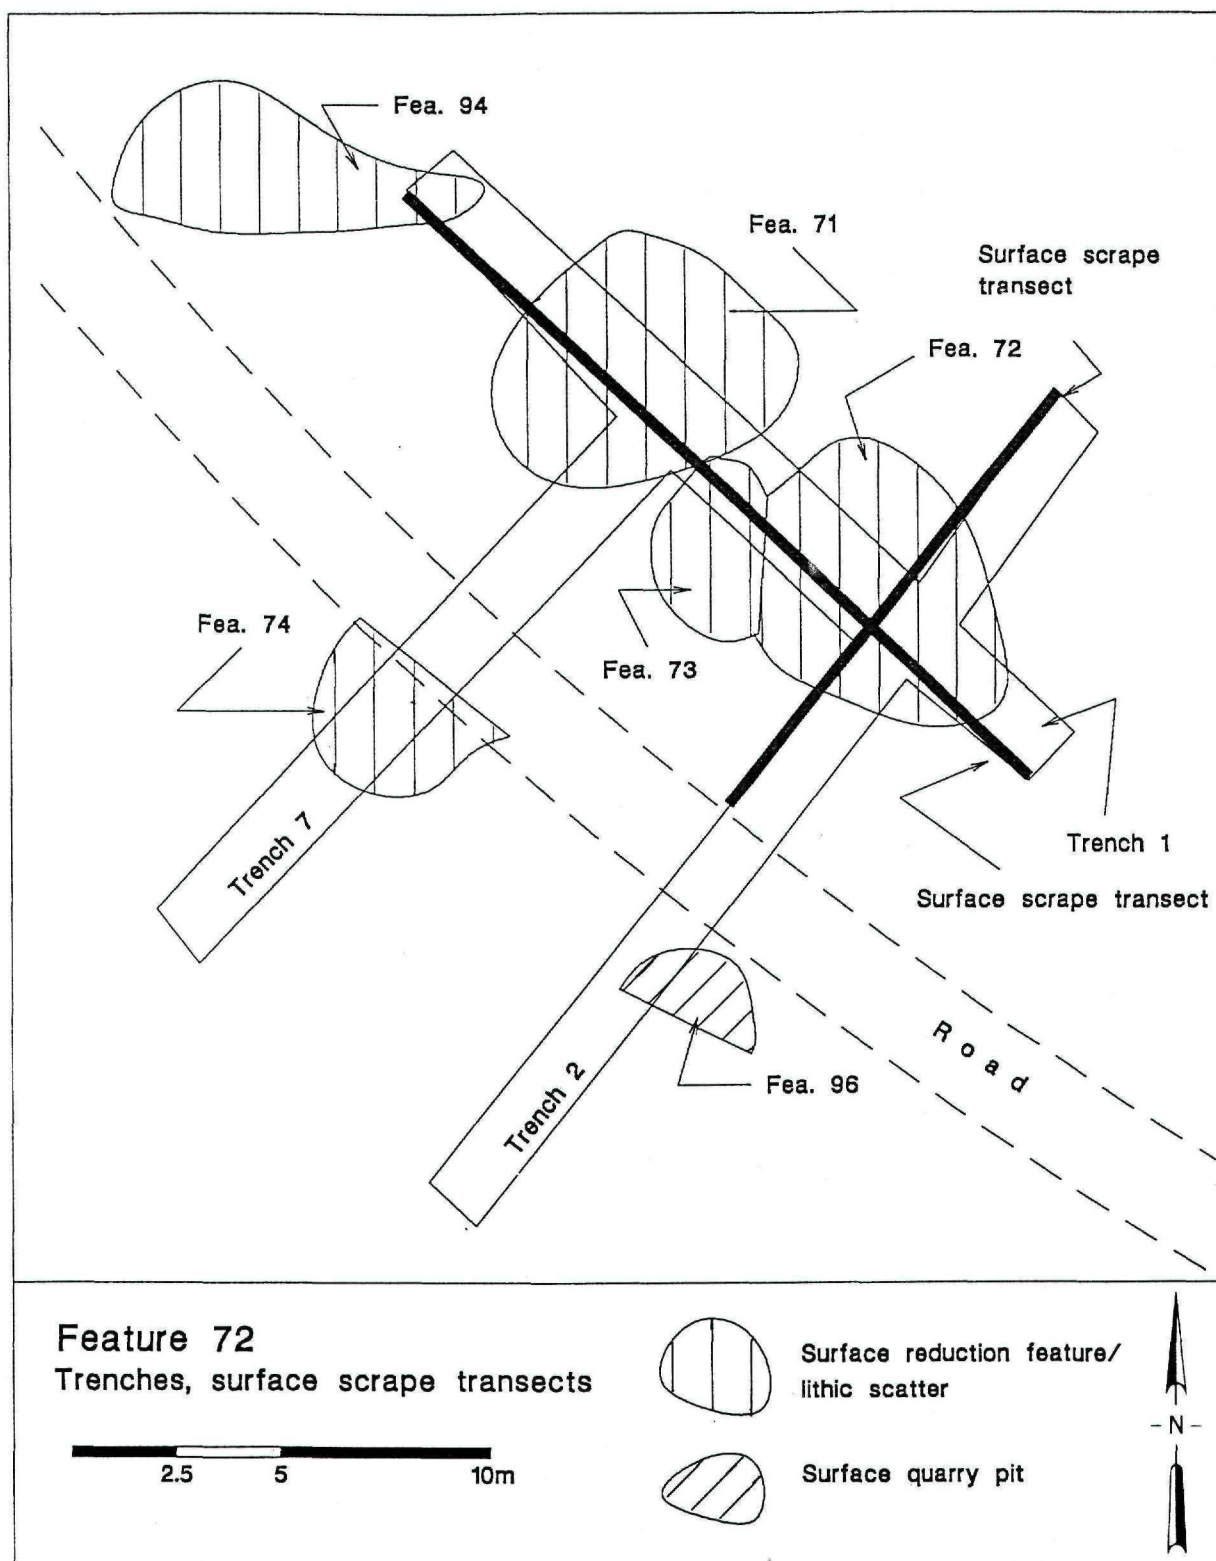 Fea. 94
Fea. 71
Surface scrape
transect
Fea. 72
Fea. 74
Fea. 73
Trench 7
Trench 1
Surface scrape transect
Road
Trench 2
Fea. 96
Feature 72
Trenches, surface scrape transects
2.5 5 10m
Surface reduction feature/
lithic scatter
Surface quarry pit
-N-